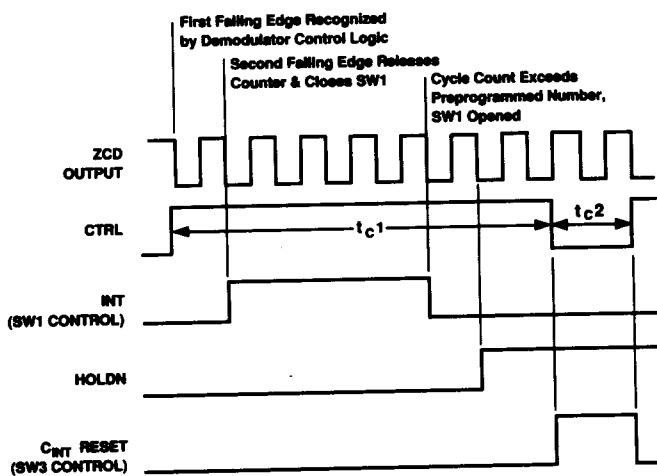 First Falling Edge Recognized
by Demodulator Control Logic
Second Falling Edge Releases
Counter & Closes SW1
Cycle Count Exceeds
Preprogrammed Number,
SW1 Opened
ZCD
OUTPUT
CTRL
tC1
tC2
INT
(SW1 CONTROL)
HOLDN
CINT RESET
(SW3 CONTROL)